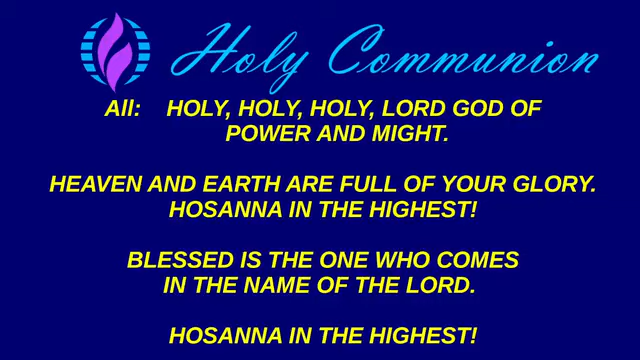 Holy Communion
All: HOLY, HOLY, HOLY, LORD GOD OF
POWER AND MIGHT.
HEAVEN AND EARTH ARE FULL OF YOUR GLORY.
HOSANNA IN THE HIGHEST!
BLESSED IS THE ONE WHO COMES
IN THE NAME OF THE LORD.
HOSANNA IN THE HIGHEST!